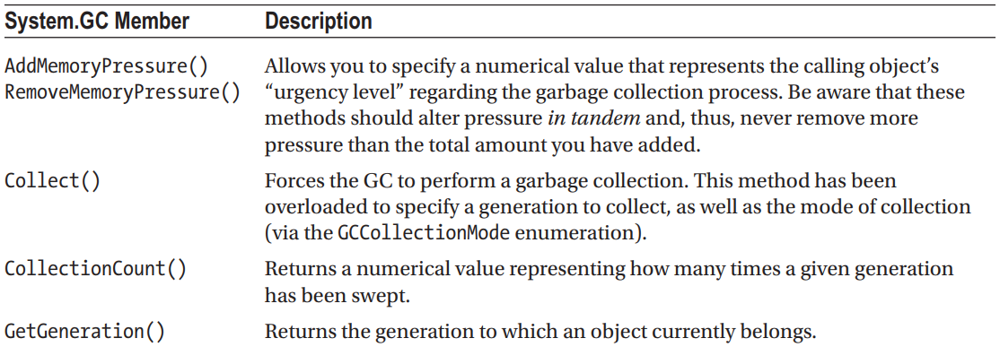 System.GC Member Description
AddMemoryPressure() Allows you to specify a numerical value that represents the calling object’s
RemoveMemoryPressure() “urgency level” regarding the garbage collection process. Be aware that these
methods should alter pressure in tandem and, thus, never remove more
pressure than the total amount you have added.
Collect() Forces the GC to perform a garbage collection. This method has been
overloaded to specify a generation to collect, as well as the mode of collection
(via the GCCollectionMode enumeration).
CollectionCount() Returns a numerical value representing how many times a given generation
has been swept.
GetGeneration() Returns the generation to which an object currently belongs.